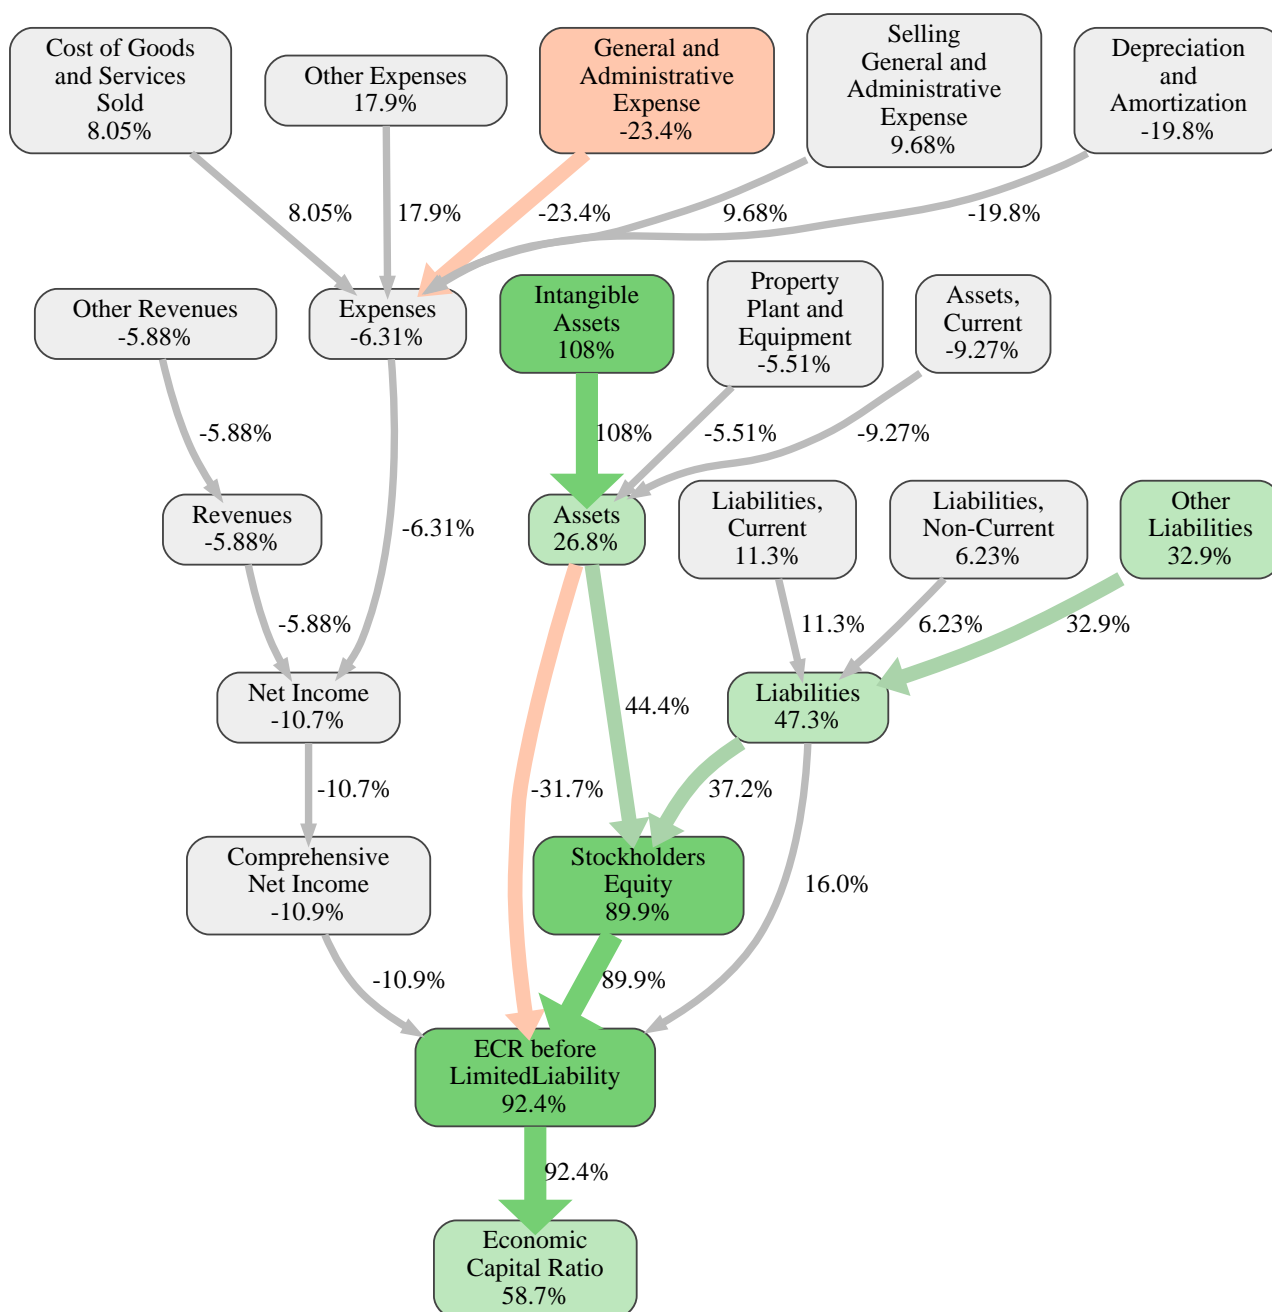 Cost of Goods
and Services
Sold
8.05%
Other Expenses
17.9%
General and
Administrative
Expense
-23.4%
Selling
General and
Administrative
Expense
9.68%
Depreciation
and
Amortization
-19.8%
8.05%
17.9%
-23.4%
9.68%
-19.8%
Other Revenues
-5.88%
Expenses
-6.31%
Intangible
Assets
108%
Property
Plant and
Equipment
-5.51%
Assets,
Current
-9.27%
-5.88%
108%
-5.51%
-9.27%
Revenues
-5.88%
-6.31%
Assets
26.8%
Liabilities,
Current
11.3%
Liabilities,
Non-Current
6.23%
Other
Liabilities
32.9%
-5.88%
11.3%
6.23%
32.9%
Net Income
-10.7%
44.4%
Liabilities
47.3%
-10.7%
-31.7%
37.2%
Comprehensive
Net Income
-10.9%
Stockholders
Equity
89.9%
16.0%
-10.9%
89.9%
ECR before
LimitedLiability
92.4%
92.4%
Economic
Capital Ratio
58.7%